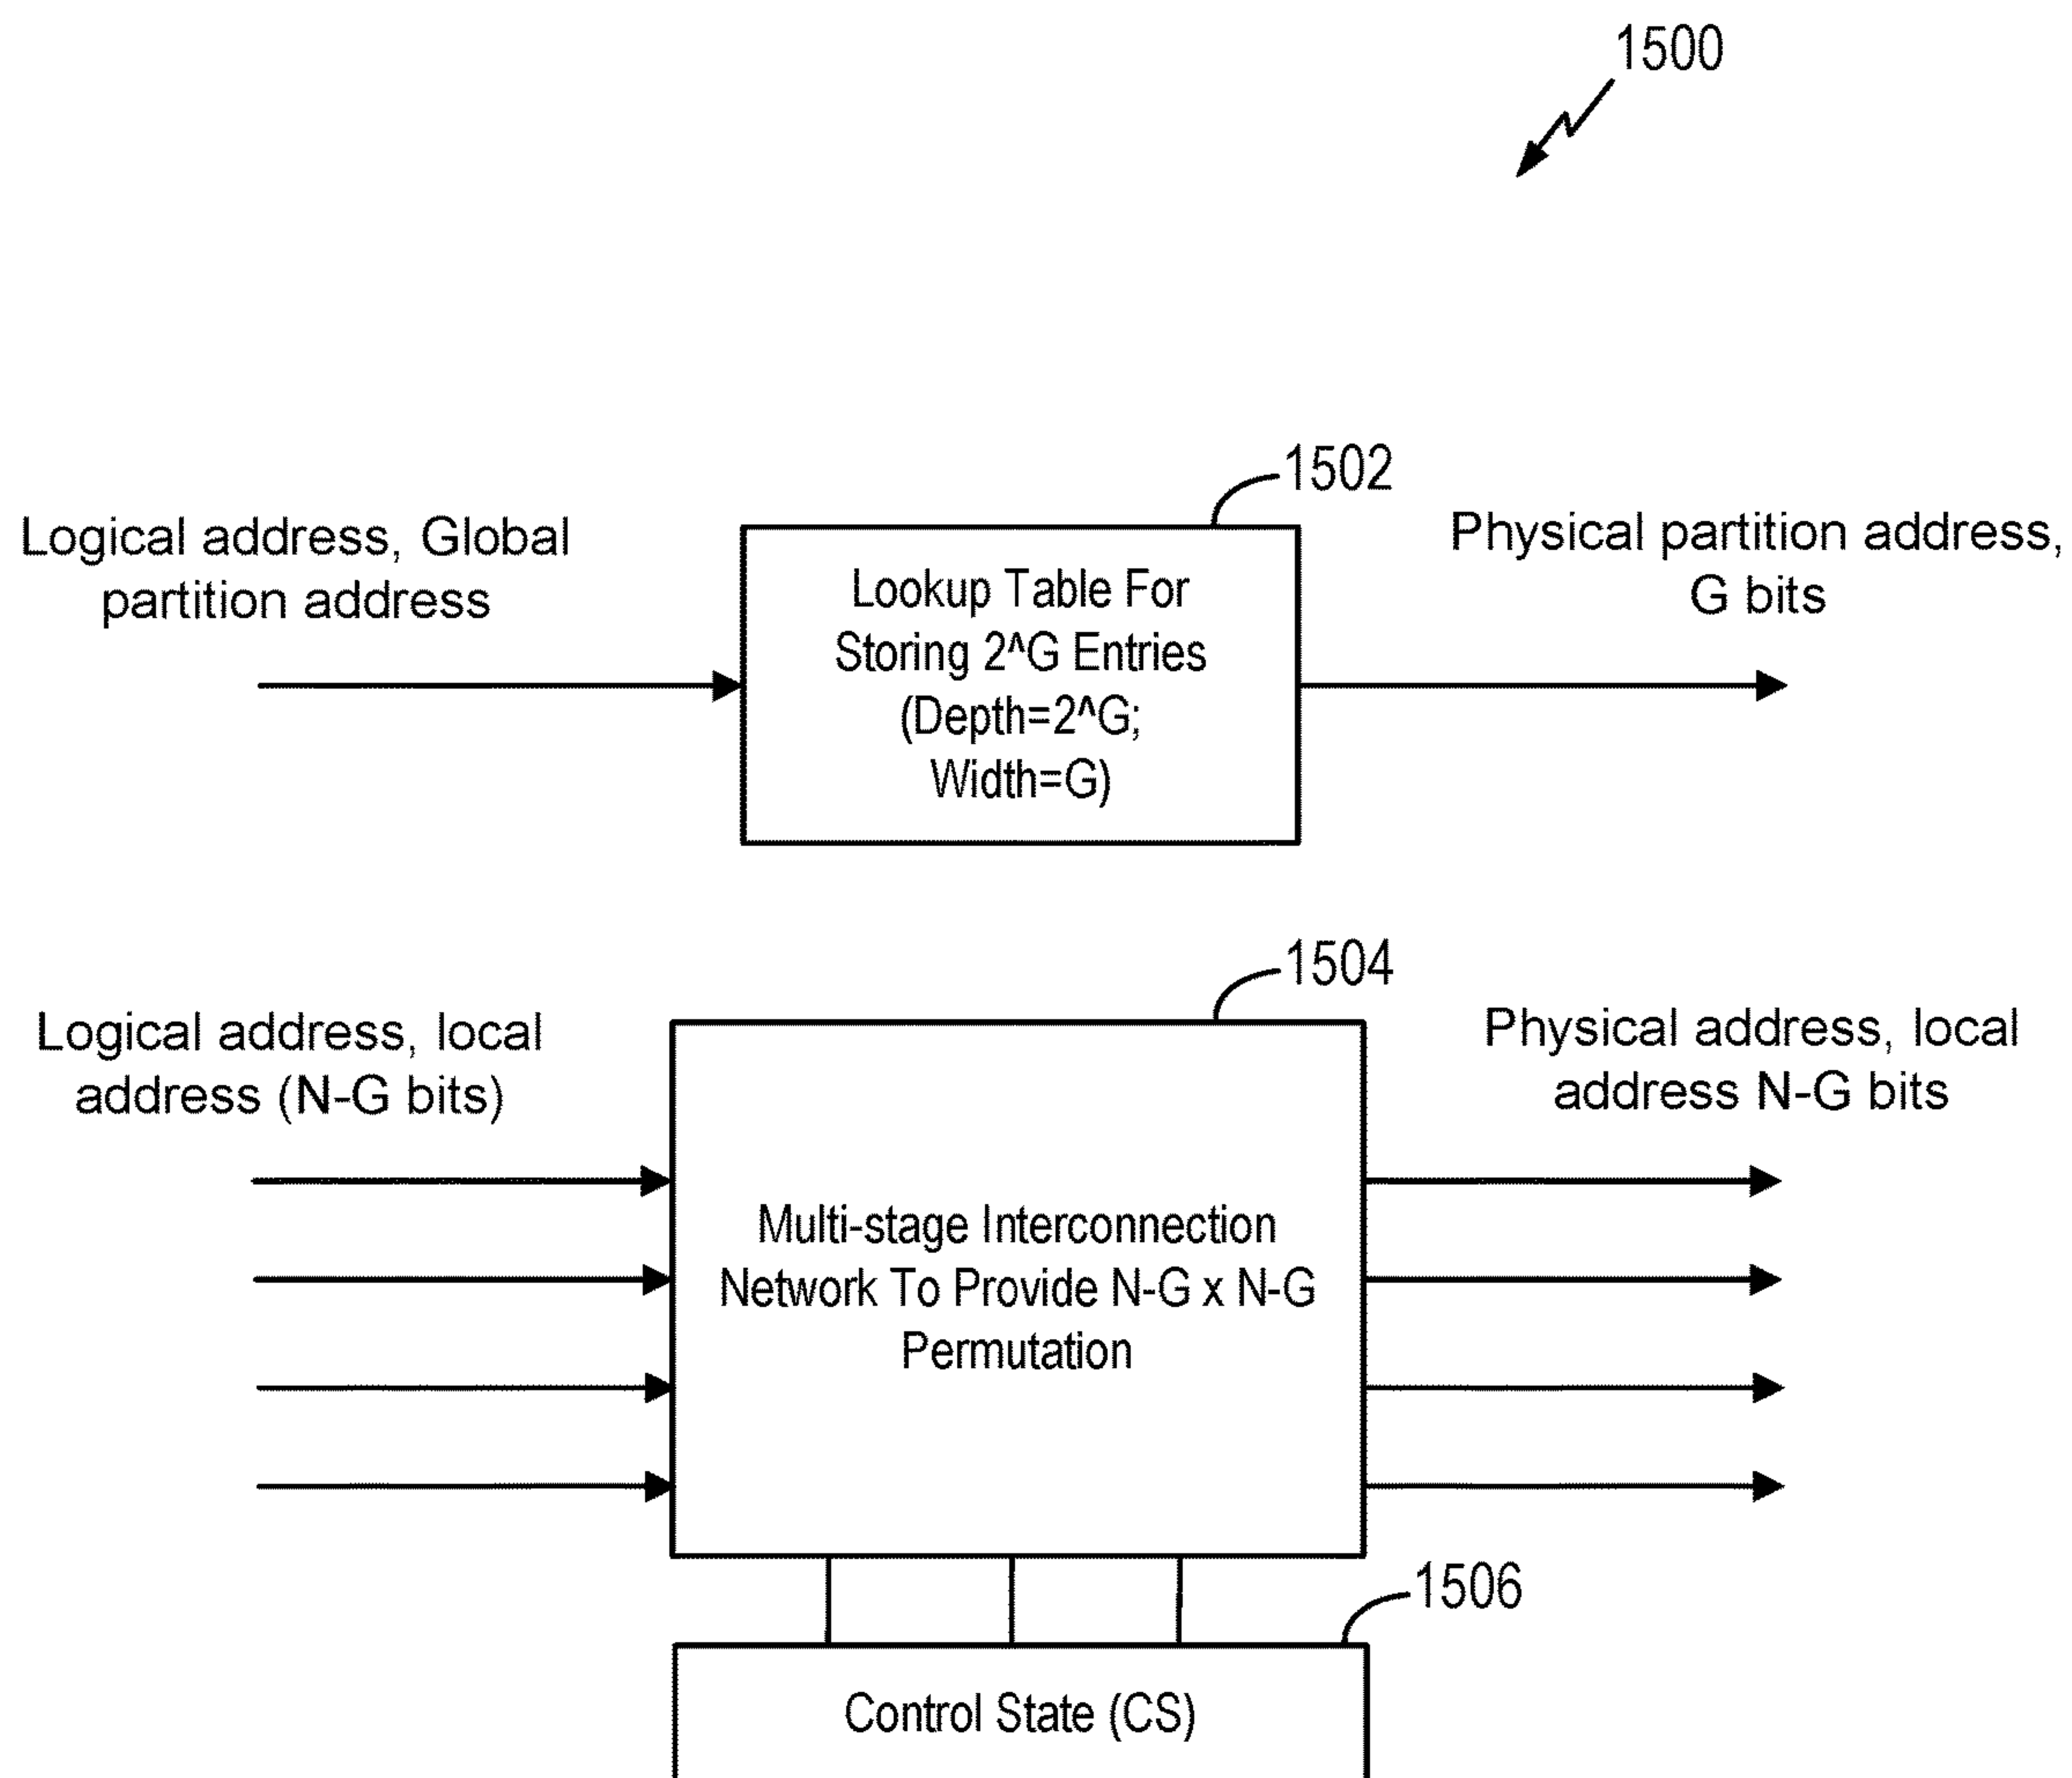 1500
1502
Logical address, Global
partition address
Lookup Table For
Storing 2^G Entries
(Depth=2^G;
Width=G)
Physical partition address,
G bits
1504
Logical address, local
address (N-G bits)
Multi-stage Interconnection
Network To Provide N-G x N-G
Permutation
Physical address, local
address N-G bits
1506
Control State (CS)